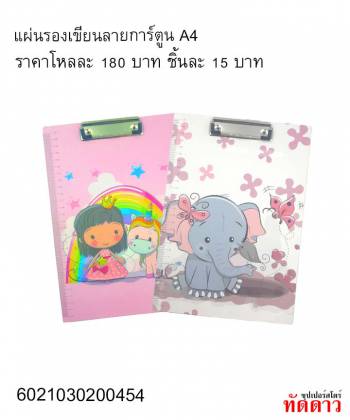 แผ่นรองเขียนลายการ์ตูน A4
ราคาโหลละ 180 บาท ชิ้นละ 15 บาท
6021030200454
ซุปเปอร์สโตร์
ทัดดาว